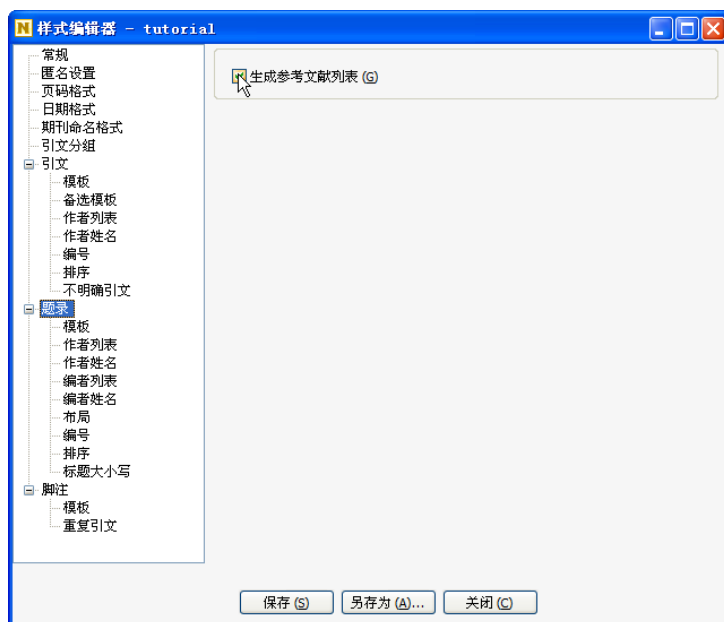 N 样式编辑器 - tutorial
常规
匿名设置
页码格式
日期格式
期刊命名格式
引文分组
引文
模板
备选模板
作者列表
作者姓名
编号
排序
不明确引文
题录
模板
作者列表
作者姓名
编者列表
编者姓名
布局
编号
排序
标题大小写
脚注
模板
重复引文
生成参考文献列表 (G)
保存 (S) 另存为 (A)... 关闭 (C)